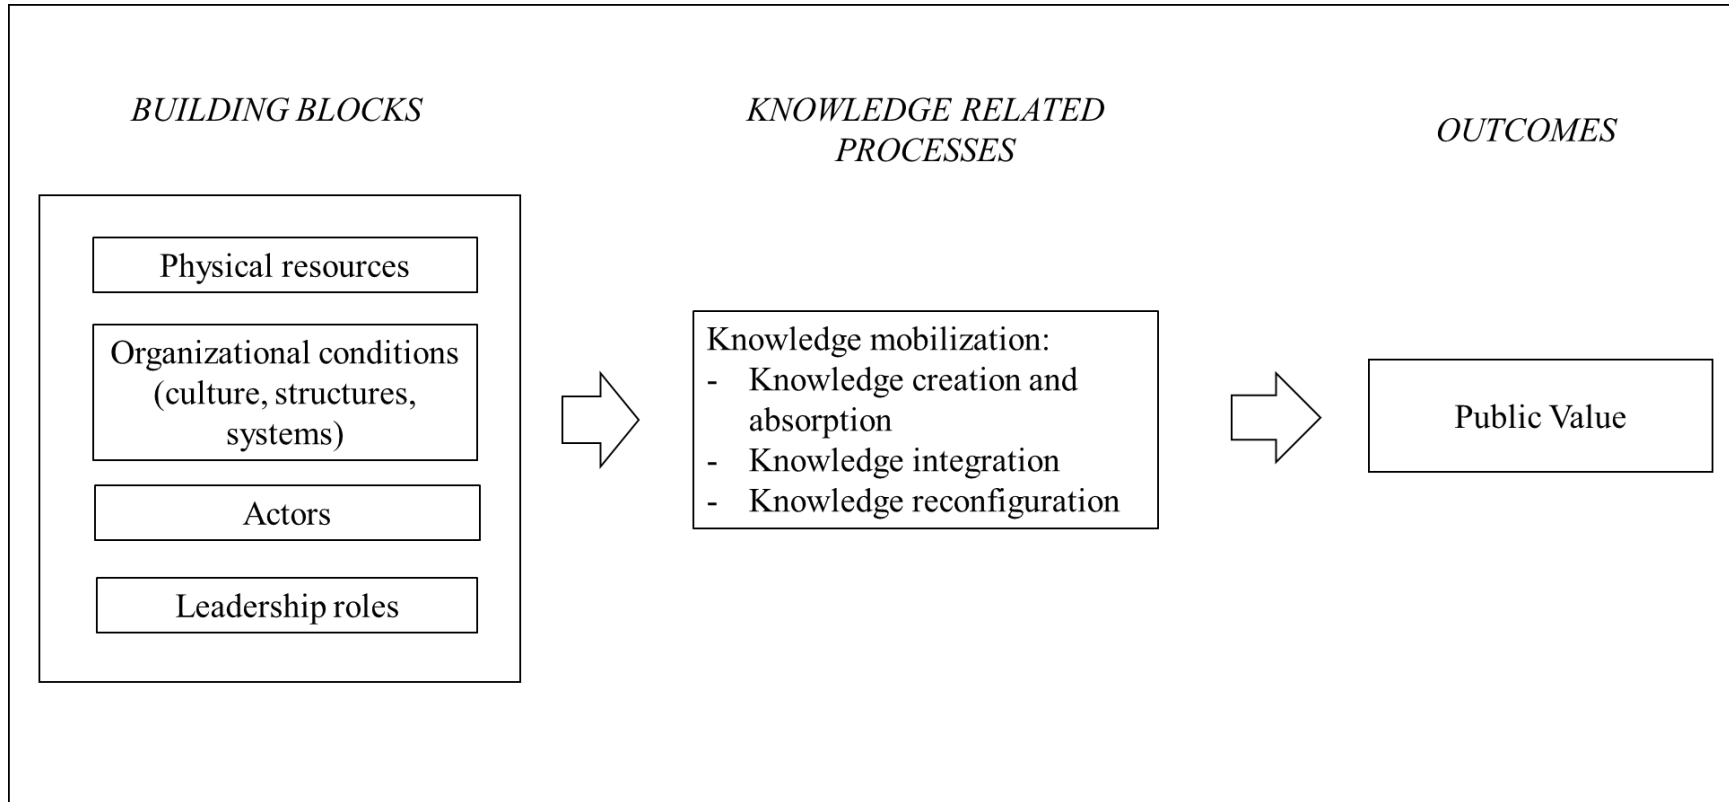 BUILDING BLOCKS
KNOWLEDGE RELATED
PROCESSES
OUTCOMES
Physical resources
Organizational conditions
(culture, structures,
systems)
Actors
Leadership roles
Knowledge mobilization:
- Knowledge creation and
absorption
- Knowledge integration
- Knowledge reconfiguration
Public Value